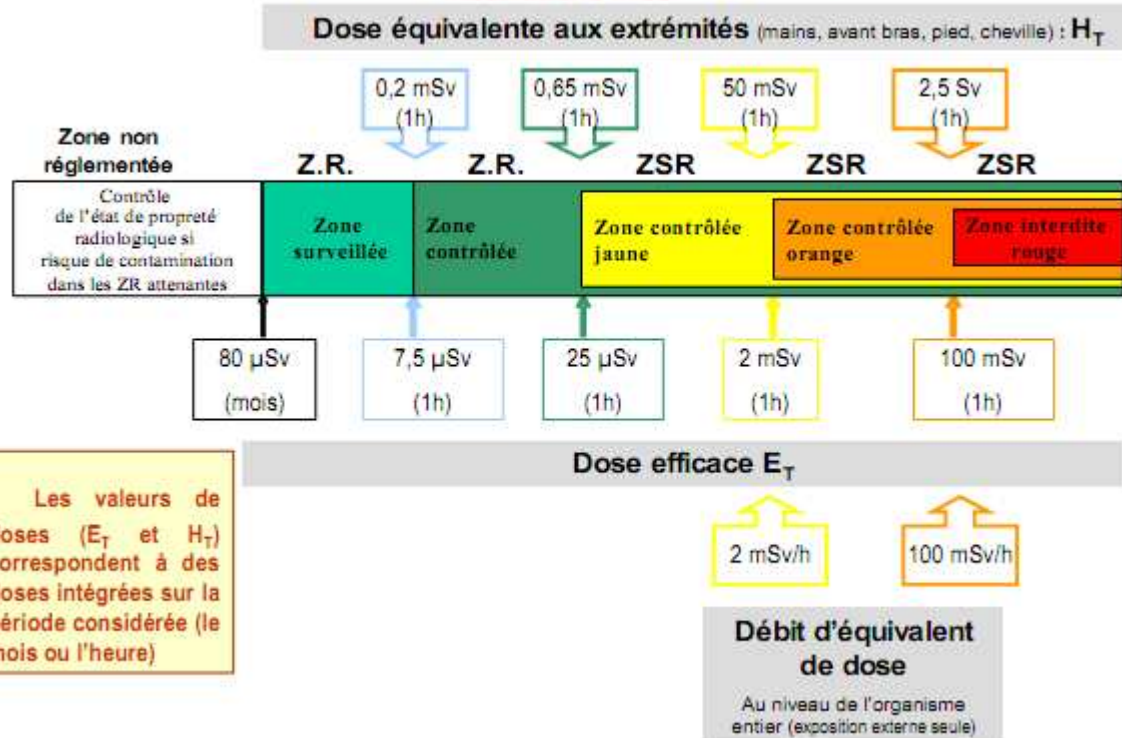 Dose équivalente aux extrémités (mains, avant bras, pied, cheville) : H_T
0,2 mSv
(1h)
0,65 mSv
(1h)
50 mSv
(1h)
2,5 Sv
(1h)
Zone non
réglementée
Z.R.
Z.R.
ZSR
ZSR
ZSR
Contrôle
de l'état de propreté
radiologique si
risque de contamination
dans les ZR attenantes
Zone
surveillée
Zone
contrôlée
Zone contrôlée
jaune
Zone contrôlée
orange
Zone interdite
rouge
80 µSv
(mois)
7,5 µSv
(1h)
25 µSv
(1h)
2 mSv
(1h)
100 mSv
(1h)
Dose efficace E_T
Les valeurs de
oses (E_T et H_T)
orrespondent à des
oses intégrées sur la
ériode considérée (le
nois ou l'heure)
2 mSv/h
100 mSv/h
Débit d'équivalent
de dose
Au niveau de l'organisme
entier (exposition externe seule)